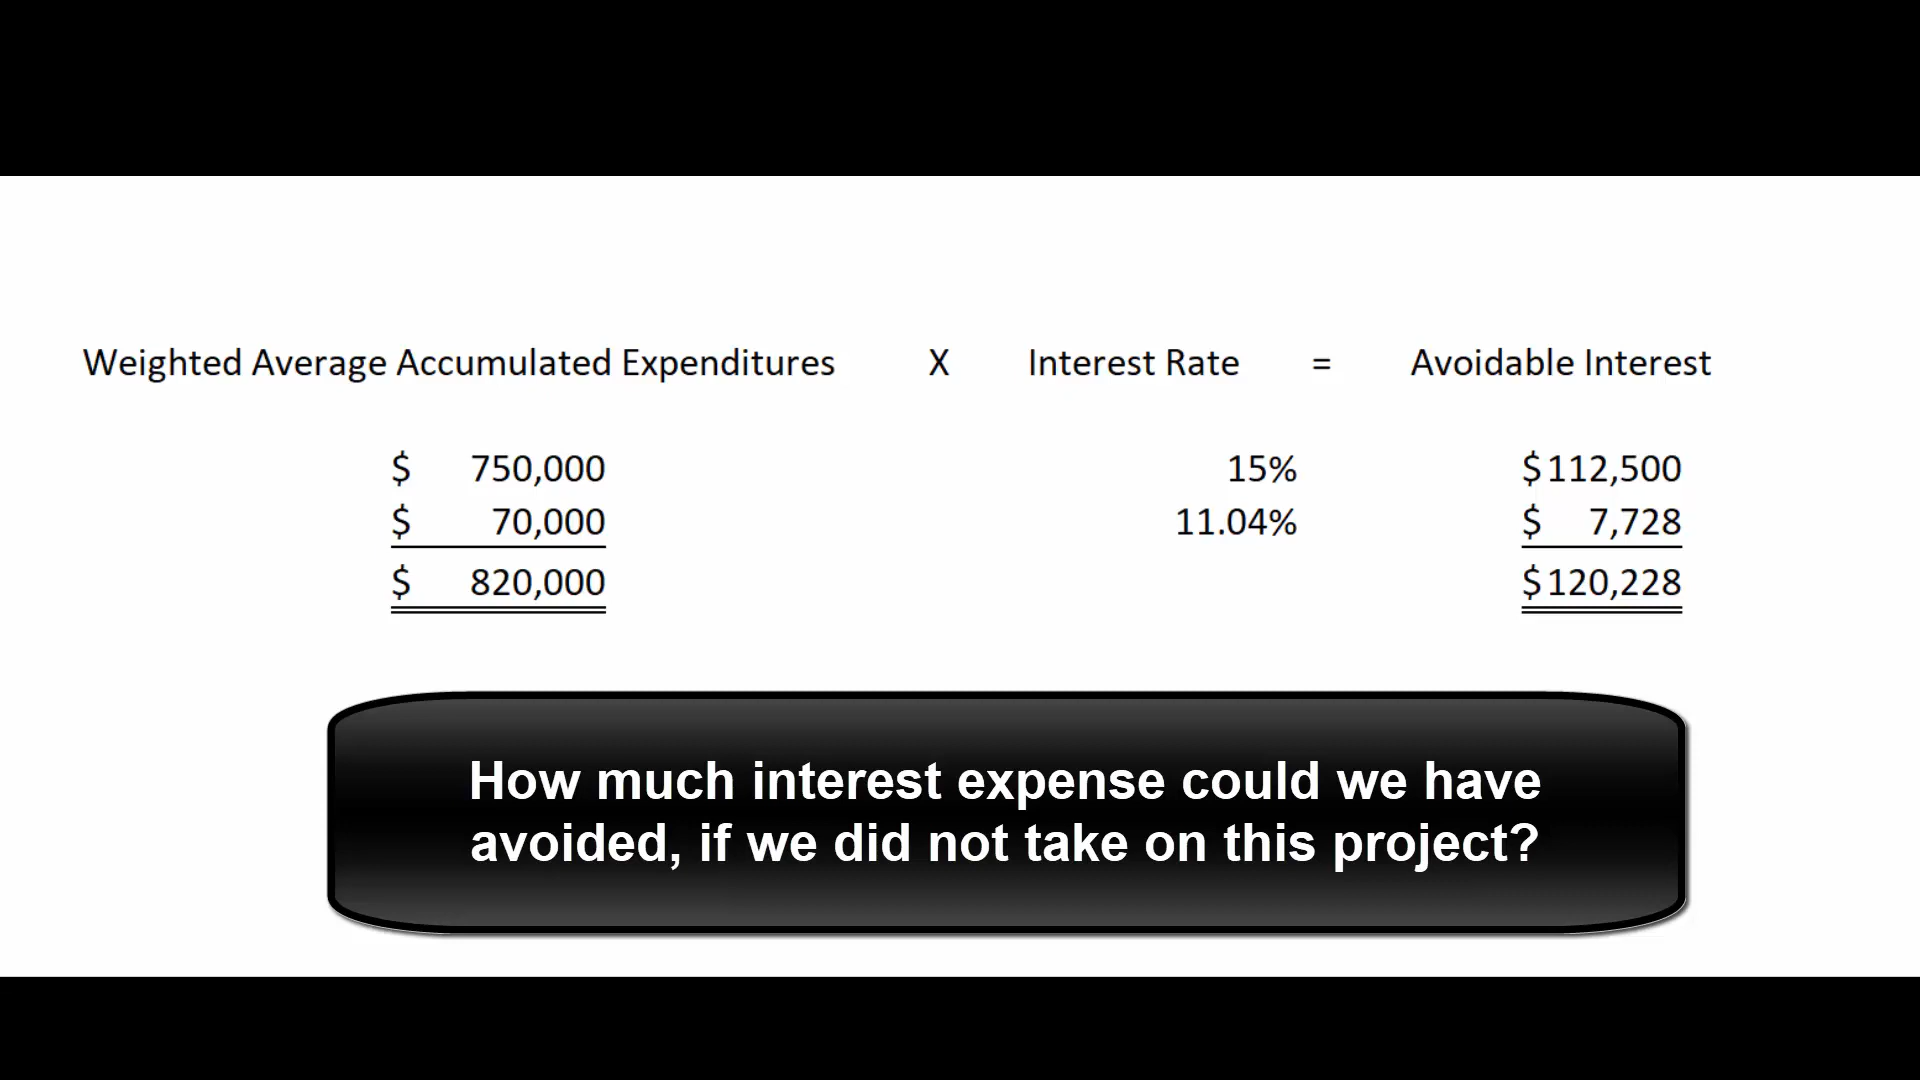 Weighted Average Accumulated Expenditures X Interest Rate = Avoidable Interest
$ 750,000 15% $ 112,500
$ 70,000 11.04% $ 7,728
$ 820,000 $ 120,228
How much interest expense could we have
avoided, if we did not take on this project?